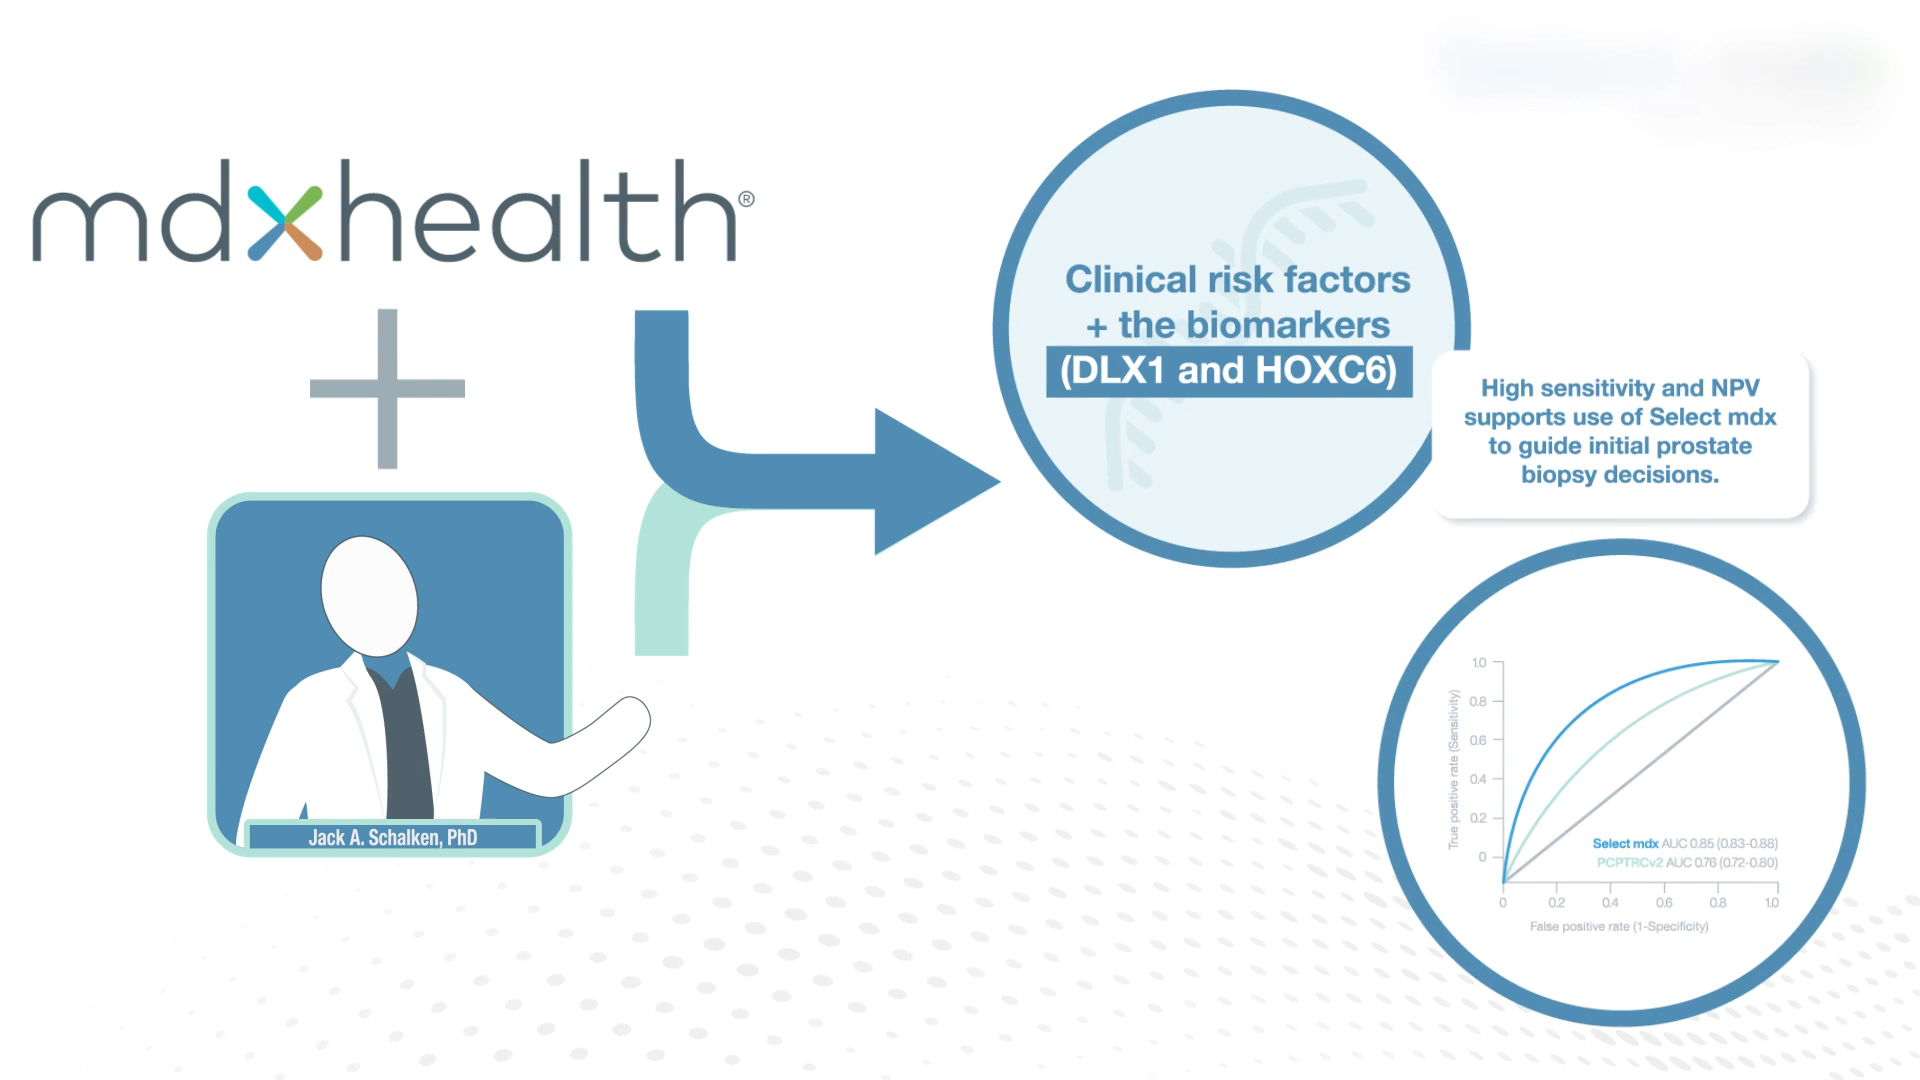 mdxhealth®
Jack A. Schalken, PhD
Clinical risk factors
+ the biomarkers
(DLX1 and HOXC6)
High sensitivity and NPV
supports use of Select mdx
to guide initial prostate
biopsy decisions.
True positive rate (Sensitivity)
1.0
0.8
0.6
0.4
0.2
0
Select mdx AUC 0.85 (0.83-0.88)
PCPTRCv2 AUC 0.76 (0.72-0.80)
0 0.2 0.4 0.6 0.8 1.0
False positive rate (1-Specificity)